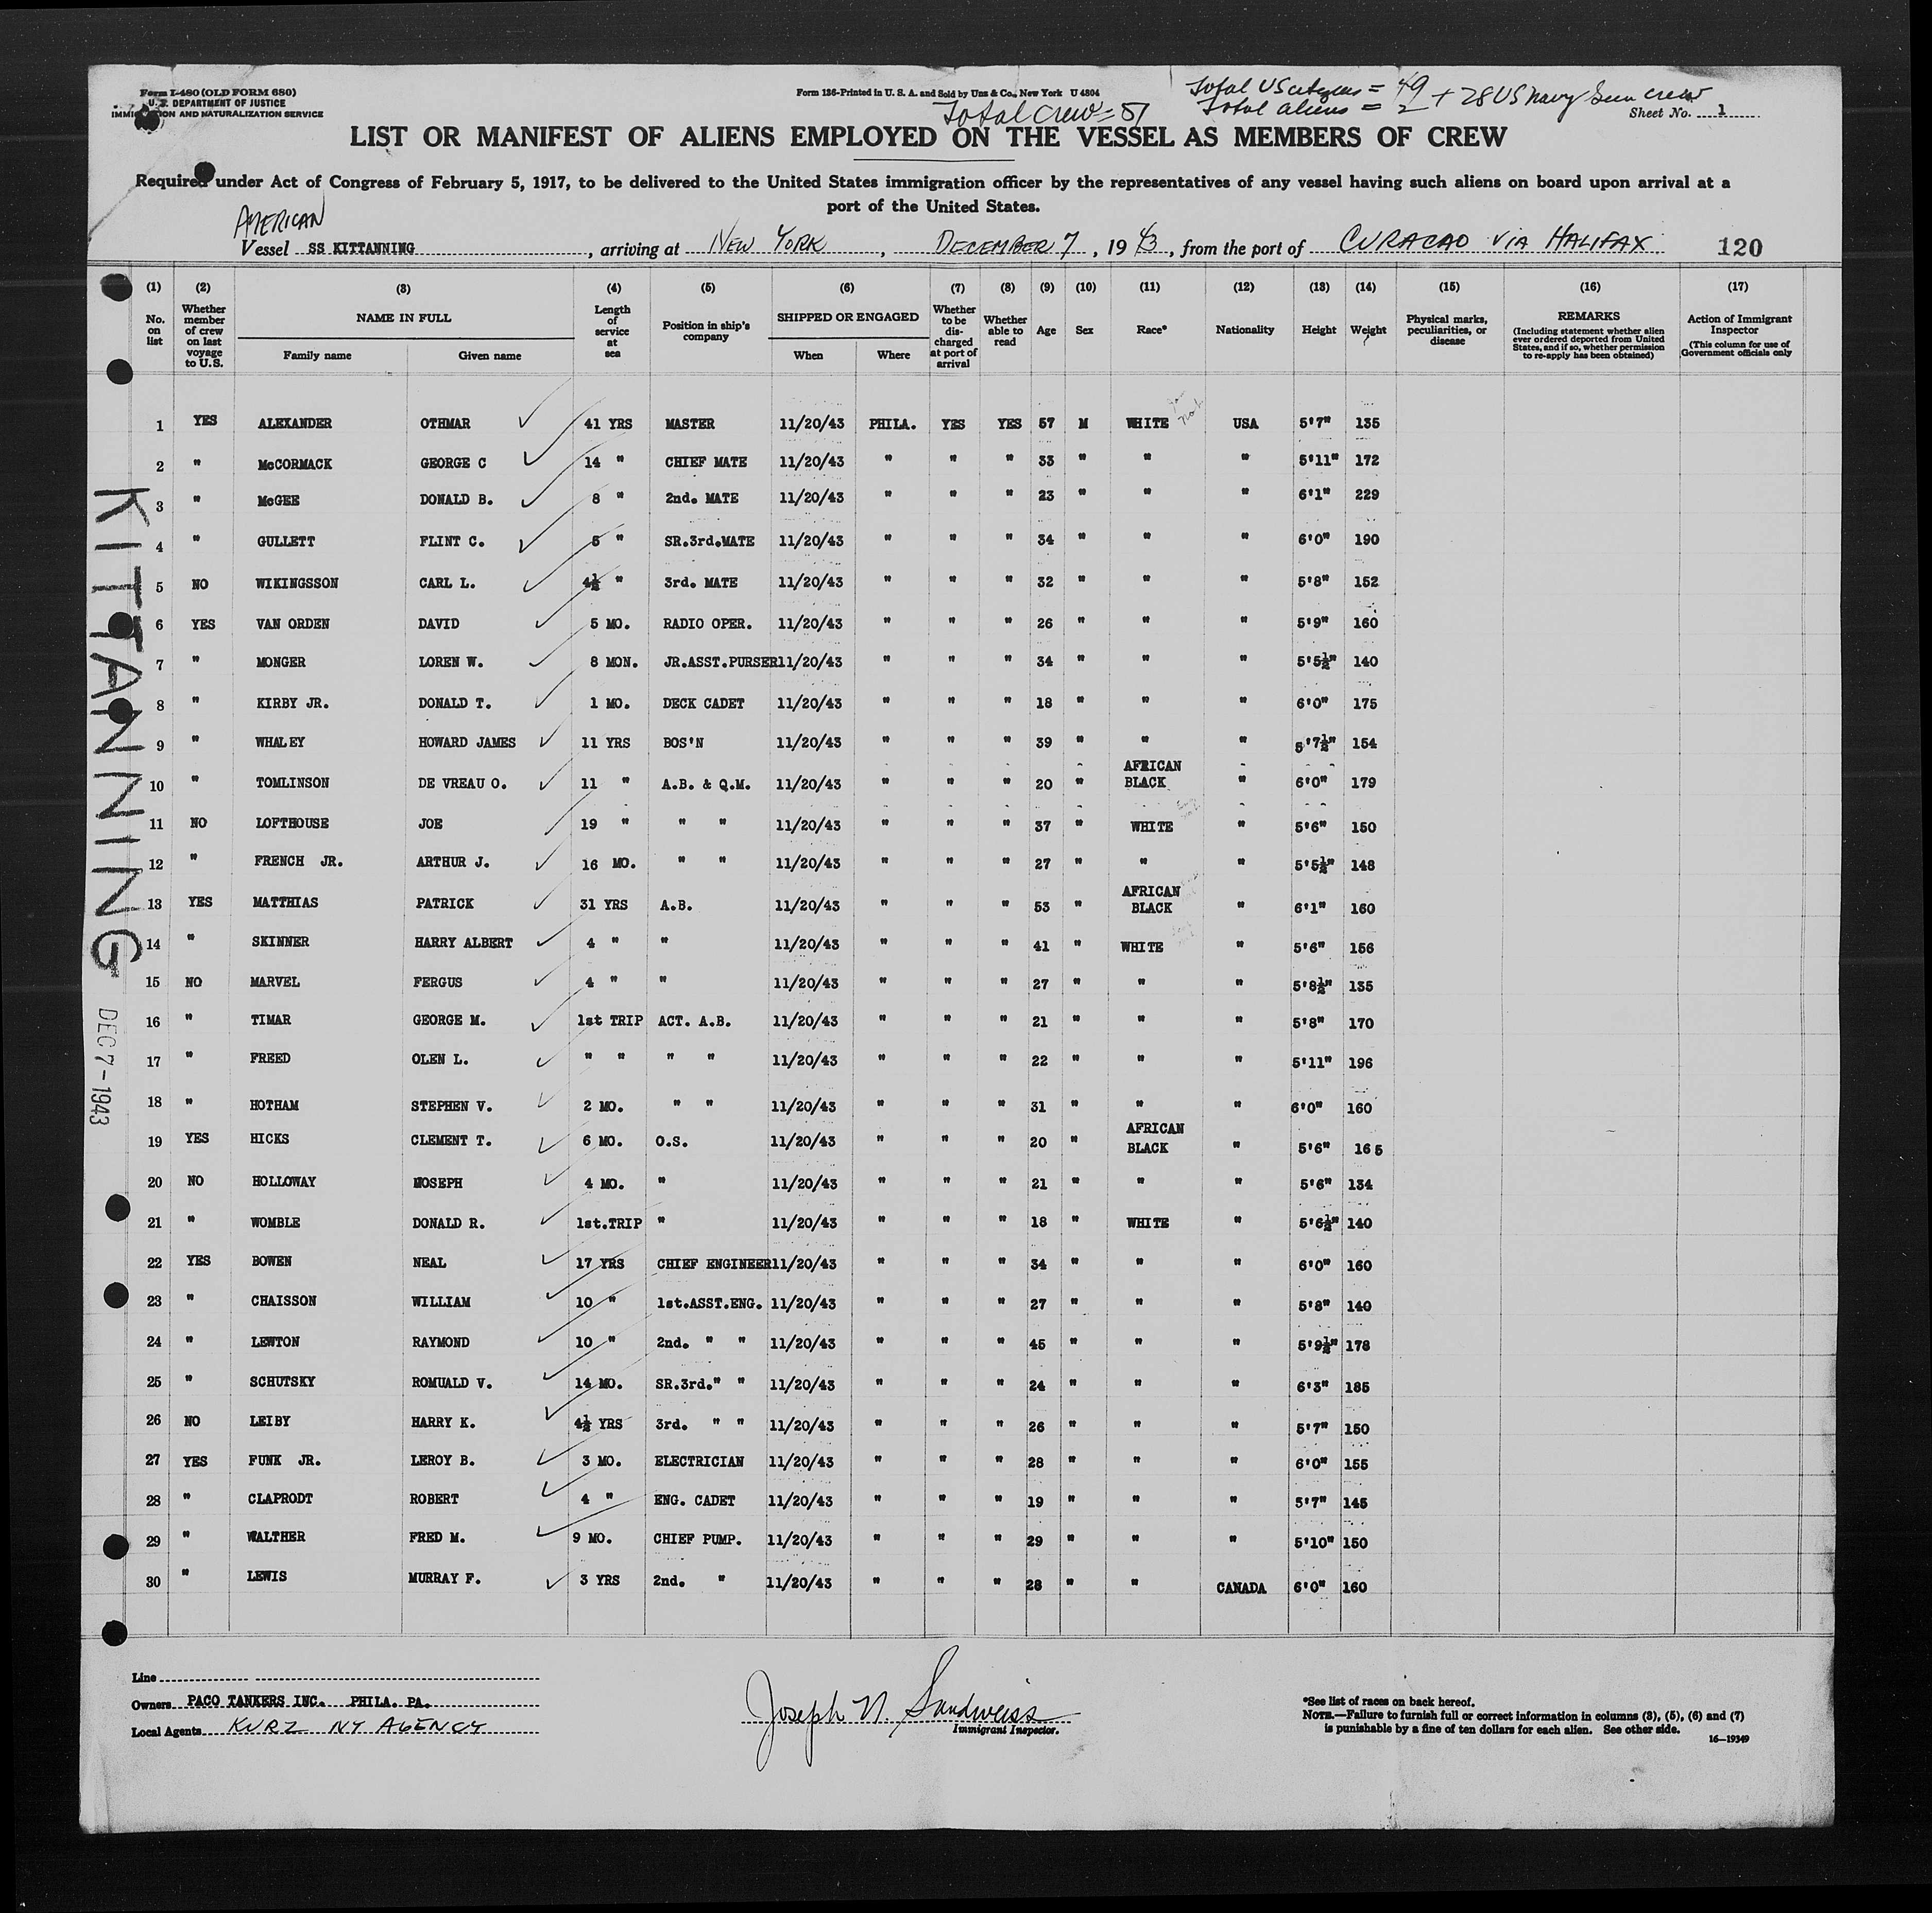 Form I-480 (OLD FORM 680)
U. S. DEPARTMENT OF JUSTICE
IMMIGRATION AND NATURALIZATION SERVICE
Form 136-Printed in U. S. A. and Sold by Unz & Co., New York U 4804
Total Crew = 51
Total US citizens = 49 + 28 US Navy Gun crew
Total aliens = 2
Sheet No. 1
LIST OR MANIFEST OF ALIENS EMPLOYED ON THE VESSEL AS MEMBERS OF CREW
Required under Act of Congress of February 5, 1917, to be delivered to the United States immigration officer by the representatives of any vessel having such aliens on board upon arrival at a
port of the United States.
AMERICAN
Vessel SS KITTANNING, arriving at NEW YORK, DECEMBER 7, 1943, from the port of CURACAO VIA HALIFAX 120
(1) (2) (3) (4) (5) (6) (7) (8) (9) (10) (11) (12) (13) (14) (15) (16) (17)
No. on list
Whether member of crew on last voyage to U.S.
NAME IN FULL
Family name Given name
Length of service at sea
Position in ship's company
SHIPPED OR ENGAGED
When Where
Whether to be discharged at port of arrival
Whether able to read
Age Sex Race* Nationality Height Weight
Physical marks, peculiarities, or disease
REMARKS
(Including statement whether alien ever ordered deported from United States, and if so, whether permission to re-apply has been obtained)
Action of Immigrant Inspector
(This column for use of Government officials only
1 YES ALEXANDER OTHMAR 41 YRS MASTER 11/20/43 PHILA. YES YES 57 M WHITE USA 5'7" 135
2 " McCORMACK GEORGE C 14 " CHIEF MATE 11/20/43 " " " 33 " " " 5'11" 172
3 " McGEE DONALD B. 8 " 2nd. MATE 11/20/43 " " " 23 " " " 6'1" 229
4 " GULLETT FLINT C. 5 " SR.3rd.MATE 11/20/43 " " " 34 " " " 6'0" 190
5 NO WIKINGSSON CARL L. 4½ " 3rd. MATE 11/20/43 " " " 32 " " " 5'8" 152
6 YES VAN ORDEN DAVID 5 MO. RADIO OPER. 11/20/43 " " " 26 " " " 5'9" 160
7 " MONGER LOREN W. 8 MON. JR.ASST.PURSER11/20/43 " " " 34 " " " 5'5½" 140
8 " KIRBY JR. DONALD T. 1 MO. DECK CADET 11/20/43 " " " 18 " " " 6'0" 175
9 " WHALEY HOWARD JAMES 11 YRS BOS'N 11/20/43 " " " 39 " " " 5'7½" 154
10 " TOMLINSON DE VREAU O. 11 " A.B. & Q.M. 11/20/43 " " " 20 " AFRICAN BLACK " 6'0" 179
11 NO LOFTHOUSE JOE 19 " " " 11/20/43 " " " 37 " WHITE " 5'6" 150
12 " FRENCH JR. ARTHUR J. 16 MO. " " 11/20/43 " " " 27 " " " 5'5½" 148
13 YES MATTHIAS PATRICK 31 YRS A.B. 11/20/43 " " " 53 " AFRICAN BLACK " 6'1" 160
14 " SKINNER HARRY ALBERT 4 " " 11/20/43 " " " 41 " WHITE " 5'6" 156
15 NO MARVEL FERGUS 4 " " 11/20/43 " " " 27 " " " 5'8½" 135
16 " TIMAR GEORGE M. 1st TRIP ACT. A.B. 11/20/43 " " " 21 " " " 5'8" 170
17 " FREED OLEN L. " " " " 11/20/43 " " " 22 " " " 5'11" 196
18 " HOTHAM STEPHEN V. 2 MO. " " 11/20/43 " " " 31 " " " 6'0" 160
19 YES HICKS CLEMENT T. 6 MO. O.S. 11/20/43 " " " 20 " AFRICAN BLACK " 5'6" 165
20 NO HOLLOWAY MOSEPH 4 MO. " 11/20/43 " " " 21 " " " 5'6" 134
21 " WOMBLE DONALD R. 1st.TRIP " 11/20/43 " " " 18 " WHITE " 5'6½" 140
22 YES BOWEN NEAL 17 YRS CHIEF ENGINEER11/20/43 " " " 34 " " " 6'0" 160
23 " CHAISSON WILLIAM 10 " 1st.ASST.ENG. 11/20/43 " " " 27 " " " 5'8" 140
24 " LEWTON RAYMOND 10 " 2nd. " " 11/20/43 " " " 45 " " " 5'9½" 178
25 " SCHUTSKY ROMUALD V. 14 MO. SR.3rd." " 11/20/43 " " " 24 " " " 6'3" 185
26 NO LEIBY HARRY K. 4½ YRS 3rd. " " 11/20/43 " " " 26 " " " 5'7" 150
27 YES FUNK JR. LEROY B. 3 MO. ELECTRICIAN 11/20/43 " " " 28 " " " 6'0" 155
28 " CLAPRODT ROBERT 4 " ENG. CADET 11/20/43 " " " 19 " " " 5'7" 145
29 " WALTHER FRED M. 9 MO. CHIEF PUMP. 11/20/43 " " " 29 " " " 5'10" 150
30 " LEWIS MURRAY F. 3 YRS 2nd. " 11/20/43 " " " 28 " " CANADA 6'0" 160
KITTANNING DEC 7-1943
Line
Owners PACO TANKERS INC. PHILA. PA.
Local Agents KURZ NY AGENCY
Joseph N. Sandweiss
Immigrant Inspector.
*See list of races on back hereof.
NOTE.—Failure to furnish full or correct information in columns (3), (5), (6) and (7)
is punishable by a fine of ten dollars for each alien. See other side.
16—19349